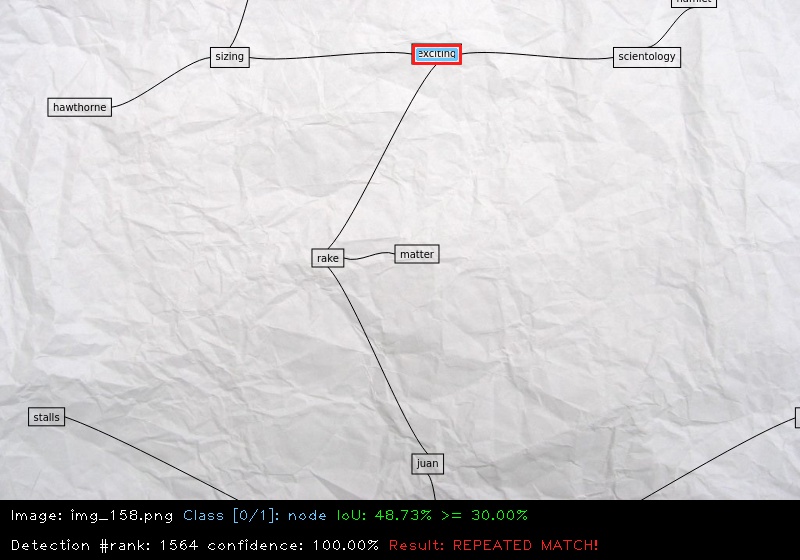 hamlet
sizing
exciting
scientology
hawthorne
rake
matter
stalls
juan
Image: img_158.png Class [0/1]: node IoU: 48.73% >= 30.00%
Detection #rank: 1564 confidence: 100.00% Result: REPEATED MATCH!